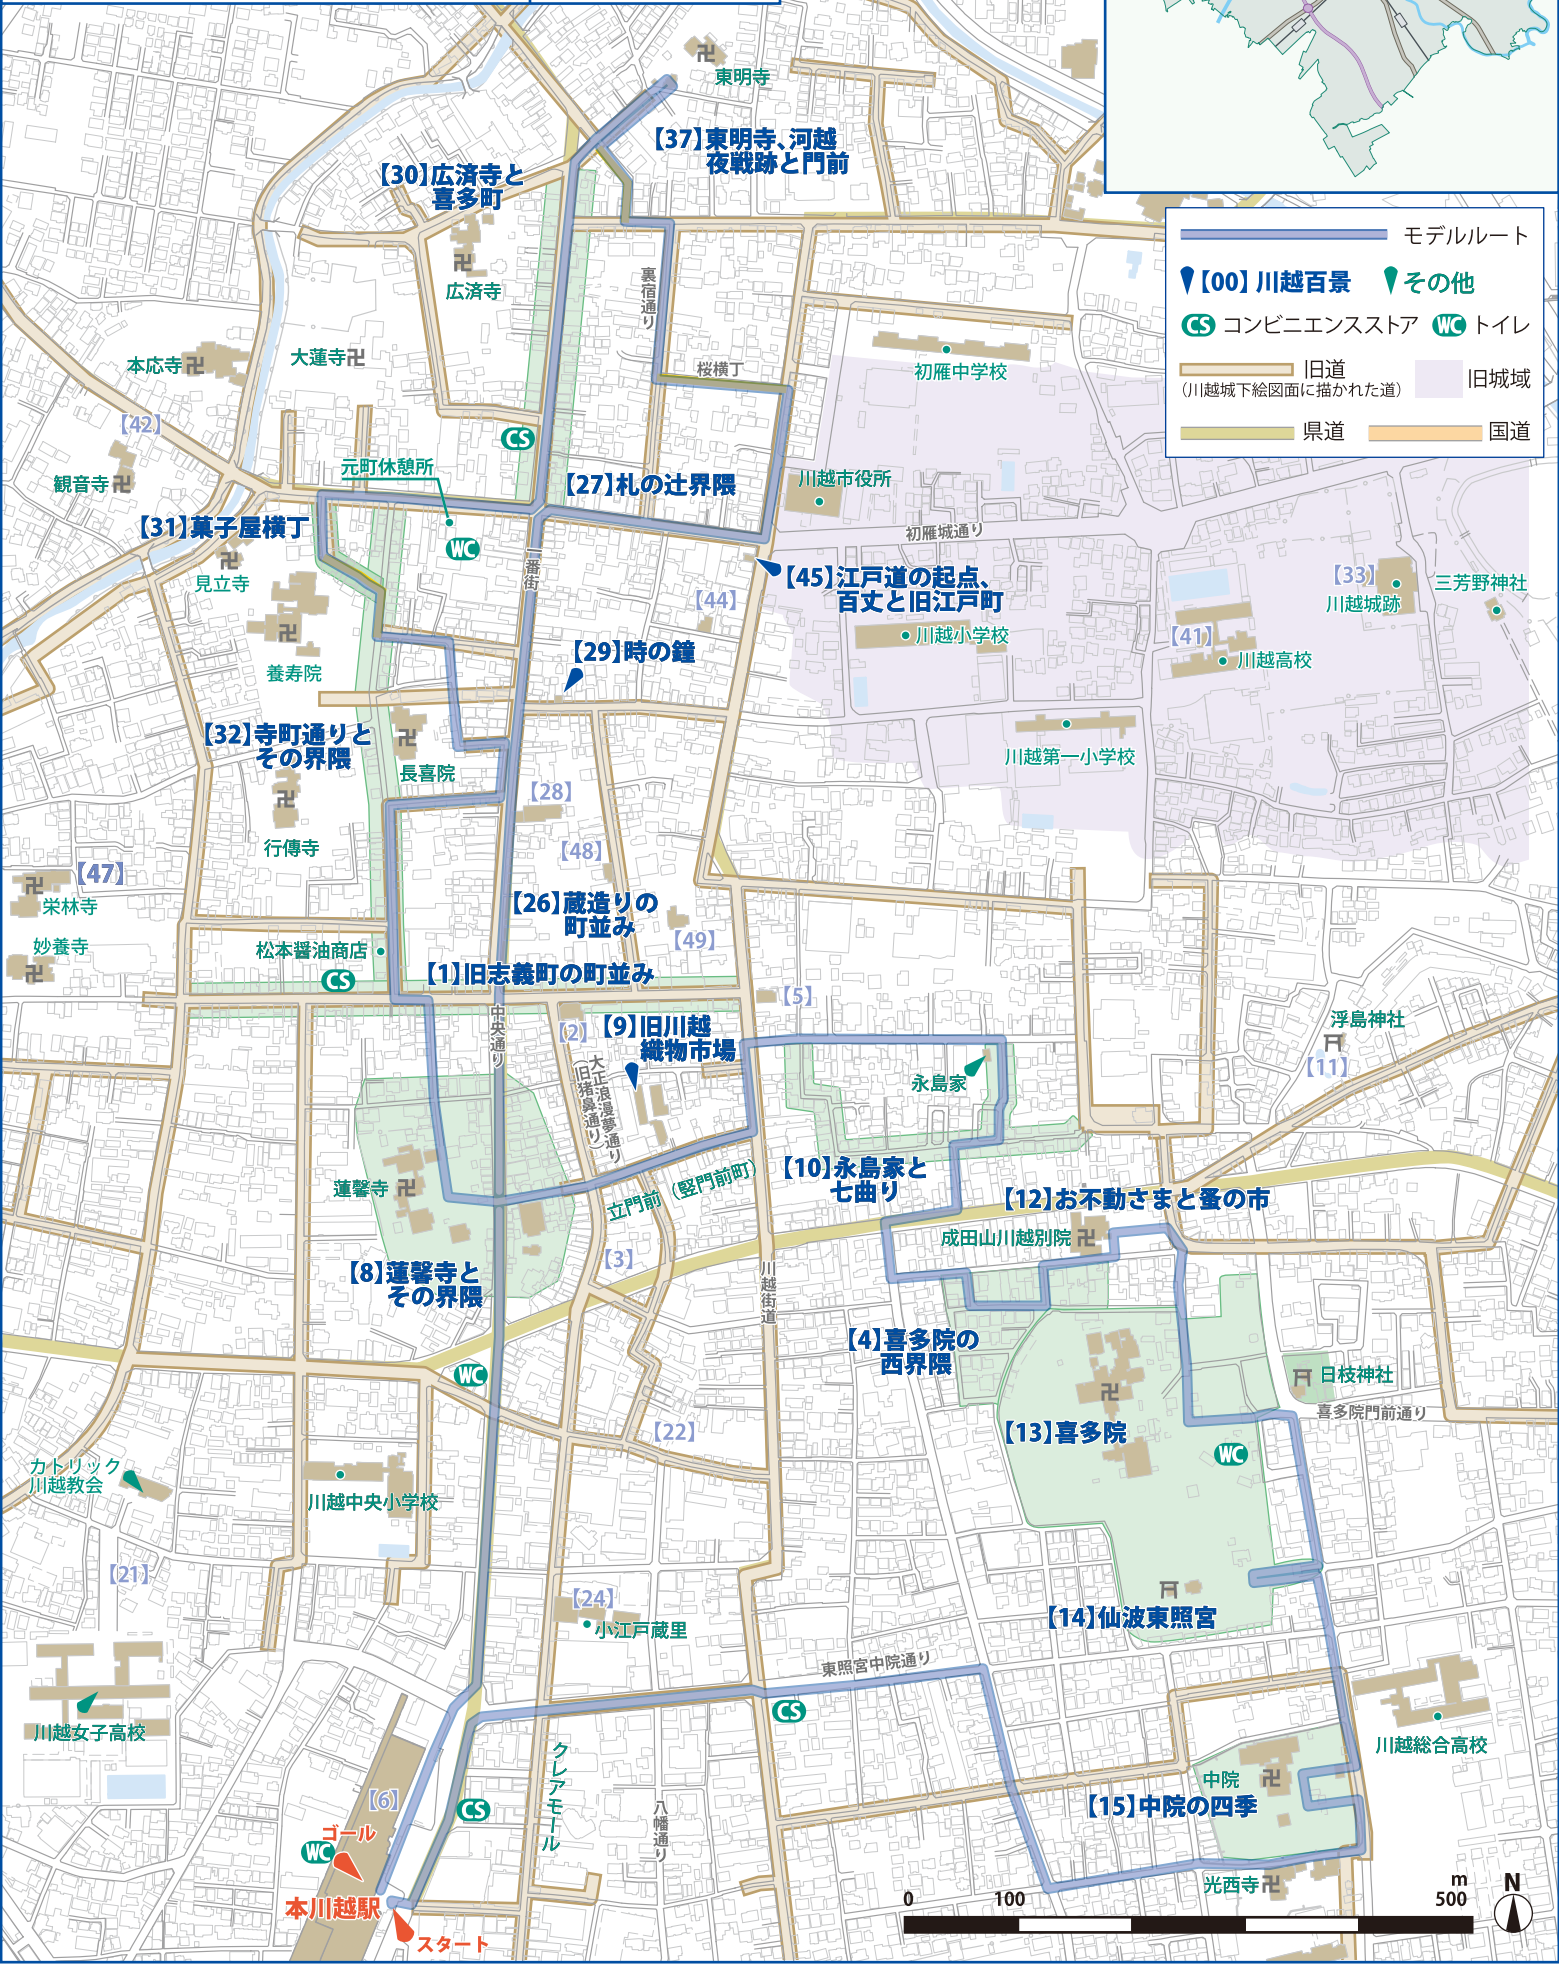 東明寺
【37】東明寺、河越
夜戦跡と門前
【30】広済寺と
喜多町
モデルルート
【00】川越百景
その他
CS コンビニエンスストア
WC トイレ
旧道
（川越城下絵図面に描かれた道）
旧城域
県道
国道
裏宿通り
広済寺
本応寺
大蓮寺
桜横丁
初雁中学校
【42】
CS
元町休憩所
観音寺
【27】札の辻界隈
川越市役所
【31】菓子屋横丁
WC
初雁城通り
一番街
見立寺
【45】江戸道の起点、
百丈と旧江戸町
【33】
川越城跡
三芳野神社
【44】
川越小学校
【41】
川越高校
【29】時の鐘
養寿院
【32】寺町通りと
その界隈
長喜院
川越第一小学校
【28】
行傳寺
【48】
【47】
栄林寺
【26】蔵造りの
町並み
【49】
妙養寺
松本醤油商店
CS
【1】旧志義町の町並み
【5】
中央通り
【2】
【9】旧川越
織物市場
浮島神社
【11】
大正浪漫夢通り
（旧猪鼻通り）
永島家
【10】永島家と
七曲り
蓮馨寺
立門前（竪門前町）
【12】お不動さまと蚤の市
成田山川越別院
【3】
川越街道
【8】蓮馨寺と
その界隈
【4】喜多院の
西界隈
WC
日枝神社
喜多院門前通り
【22】
【13】喜多院
WC
カトリック
川越教会
川越中央小学校
【21】
【24】
小江戸蔵里
【14】仙波東照宮
東照宮中院通り
CS
川越女子高校
クレアモール
川越総合高校
中院
【15】中院の四季
【6】
CS
八幡通り
ゴール
WC
本川越駅
スタート
光西寺
0 100 500 m
N